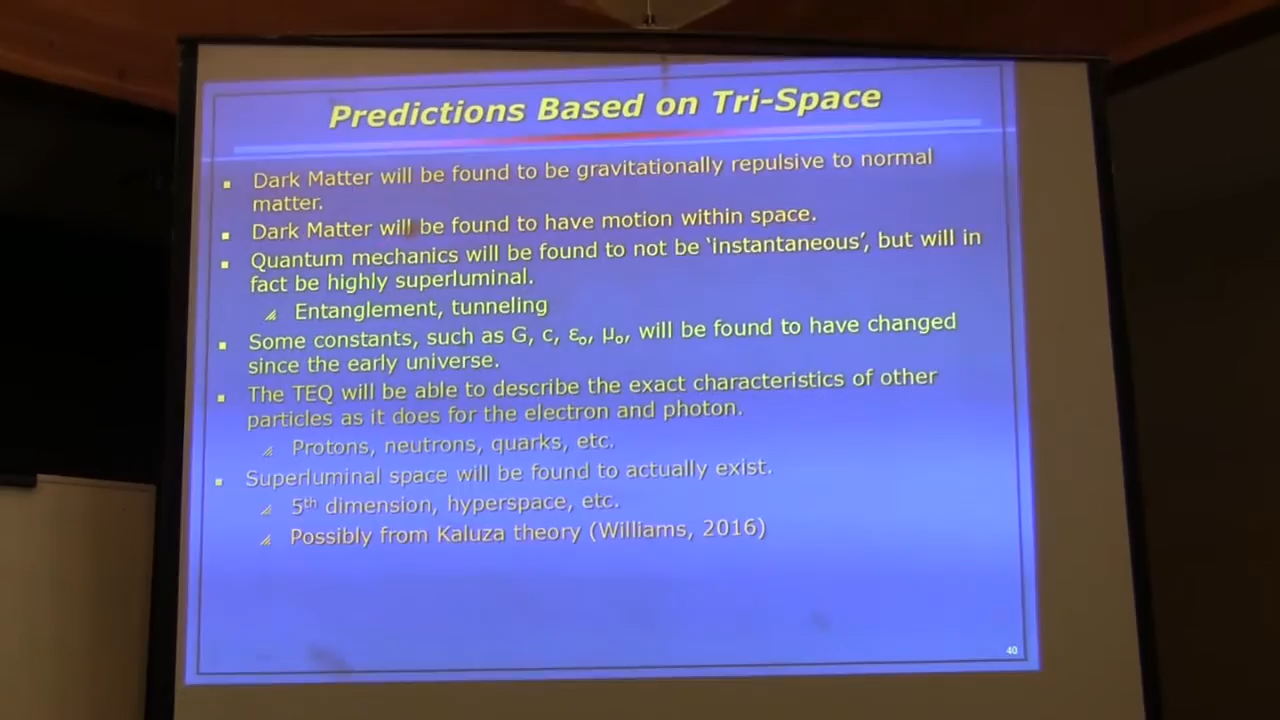 Predictions Based on Tri-Space
▪ Dark Matter will be found to be gravitationally repulsive to normal
matter.
▪ Dark Matter will be found to have motion within space.
▪ Quantum mechanics will be found to not be ‘instantaneous’, but will in
fact be highly superluminal.
Entanglement, tunneling
▪ Some constants, such as G, c, εₒ, μₒ, will be found to have changed
since the early universe.
▪ The TEQ will be able to describe the exact characteristics of other
particles as it does for the electron and photon.
Protons, neutrons, quarks, etc.
▪ Superluminal space will be found to actually exist.
5th dimension, hyperspace, etc.
Possibly from Kaluza theory (Williams, 2016)
40